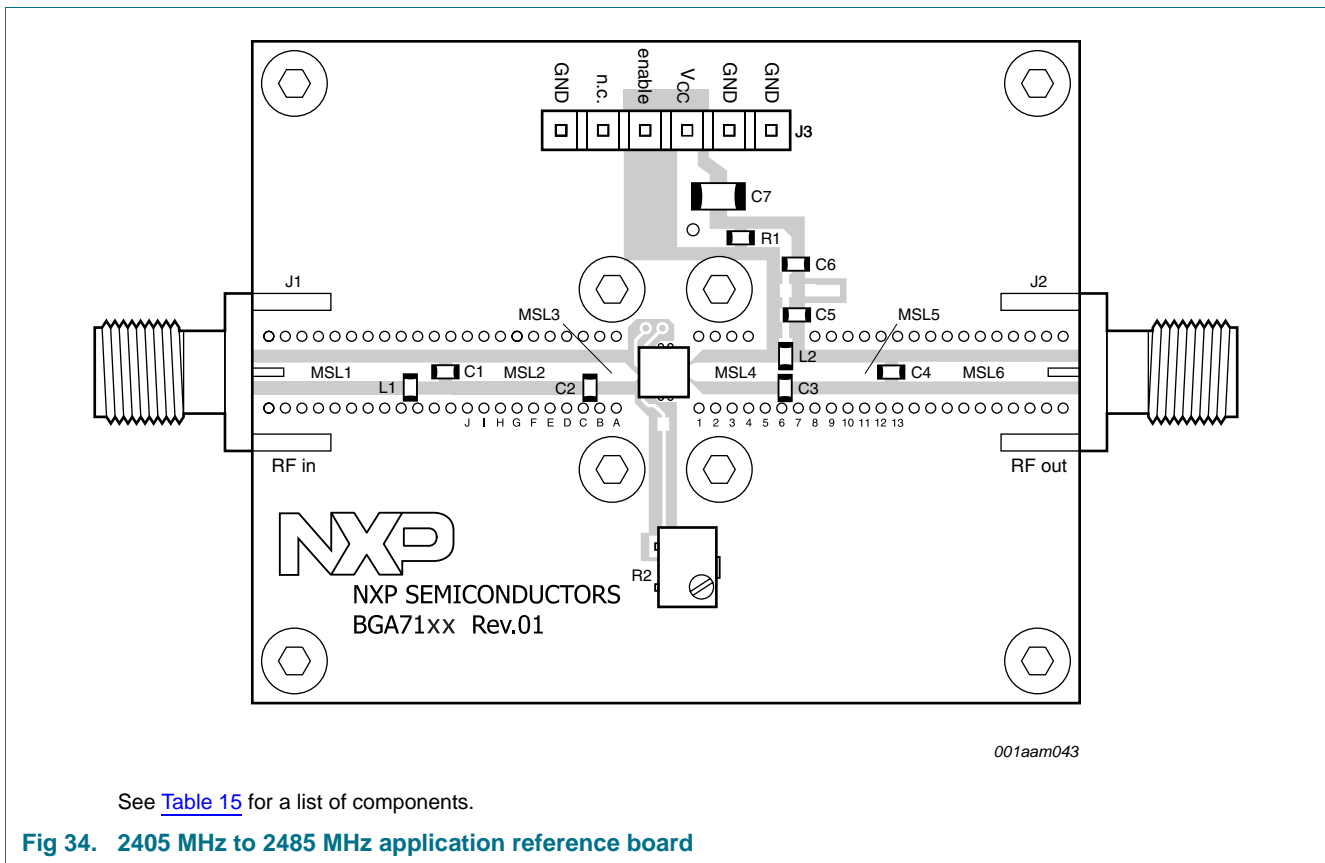 GND
n.c.
enable
VCC
GND
GND
J3
C7
R1
C6
J1
J2
MSL3
C5
MSL5
L2
MSL1
C1
MSL2
MSL4
C4
MSL6
L1
C2
C3
J I H G F E D C B A
1 2 3 4 5 6 7 8 9 10 11 12 13
RF in
RF out
NXP
R2
NXP SEMICONDUCTORS
BGA71xx Rev.01
001aam043
See Table 15 for a list of components.
Fig 34. 2405 MHz to 2485 MHz application reference board